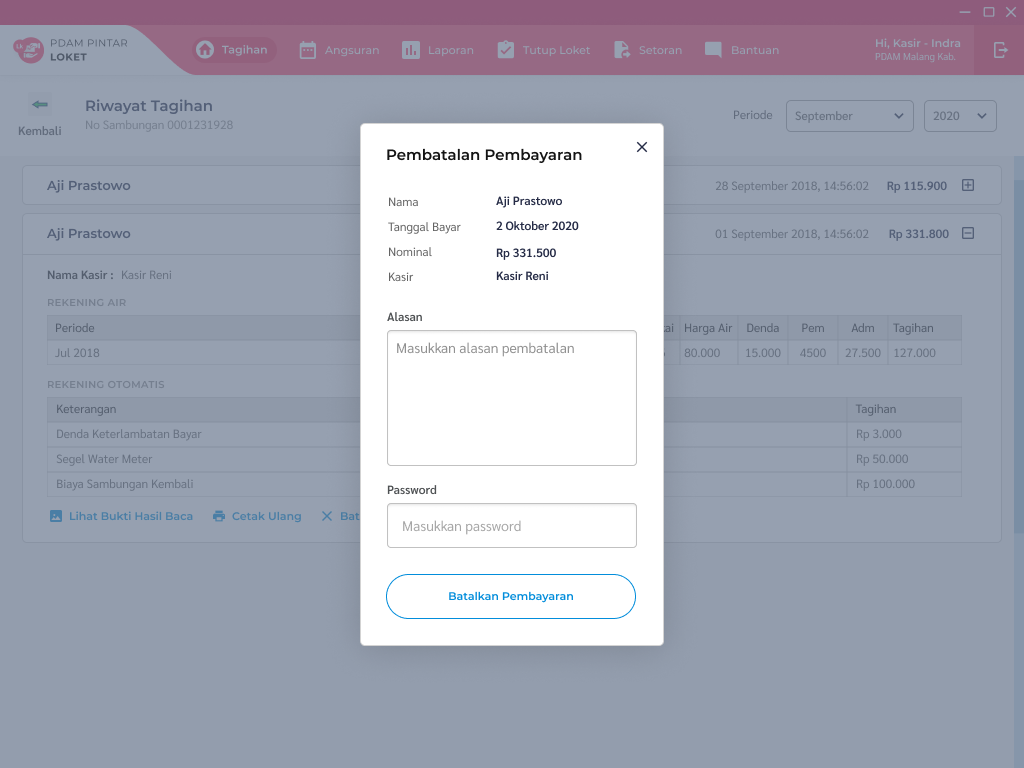 PDAM PINTAR
LOKET
Tagihan
Angsuran
Laporan
Tutup Loket
Setoran
Bantuan
Hi, Kasir - Indra
PDAM Malang Kab.
Kembali
Riwayat Tagihan
No Sambungan 0001231928
Periode
September
2020
Aji Prastowo
28 September 2018, 14:56:02
Rp 115.900
Aji Prastowo
01 September 2018, 14:56:02
Rp 331.800
Nama Kasir : Kasir Reni
REKENING AIR
Periode Harga Air Denda Pem Adm Tagihan
Jul 2018 80.000 15.000 4500 27.500 127.000
REKENING OTOMATIS
Keterangan Tagihan
Denda Keterlambatan Bayar Rp 3.000
Segel Water Meter Rp 50.000
Biaya Sambungan Kembali Rp 100.000
Lihat Bukti Hasil Baca
Cetak Ulang
Bat
Pembatalan Pembayaran
Nama Aji Prastowo
Tanggal Bayar 2 Oktober 2020
Nominal Rp 331.500
Kasir Kasir Reni
Alasan
Masukkan alasan pembatalan
Password
Masukkan password
Batalkan Pembayaran